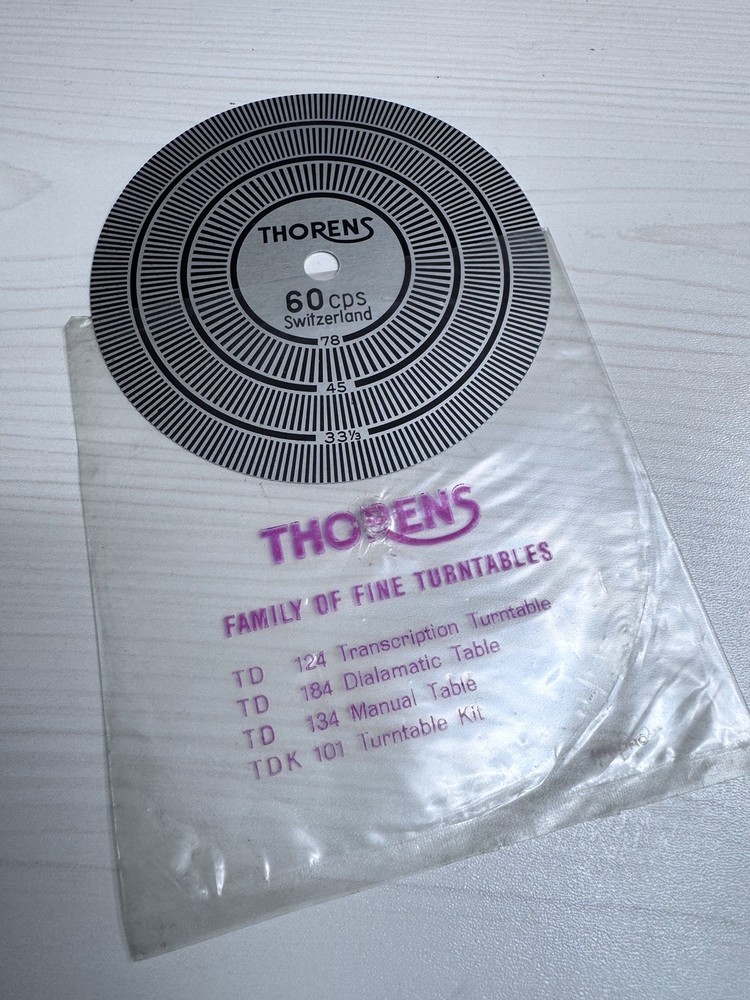 THORENS
60 cps
Switzerland
78
45
33⅓
THORENS
FAMILY OF FINE TURNTABLES
TD 124 Transcription Turntable
TD 184 Dialamatic Table
TD 134 Manual Table
TDK 101 Turntable Kit